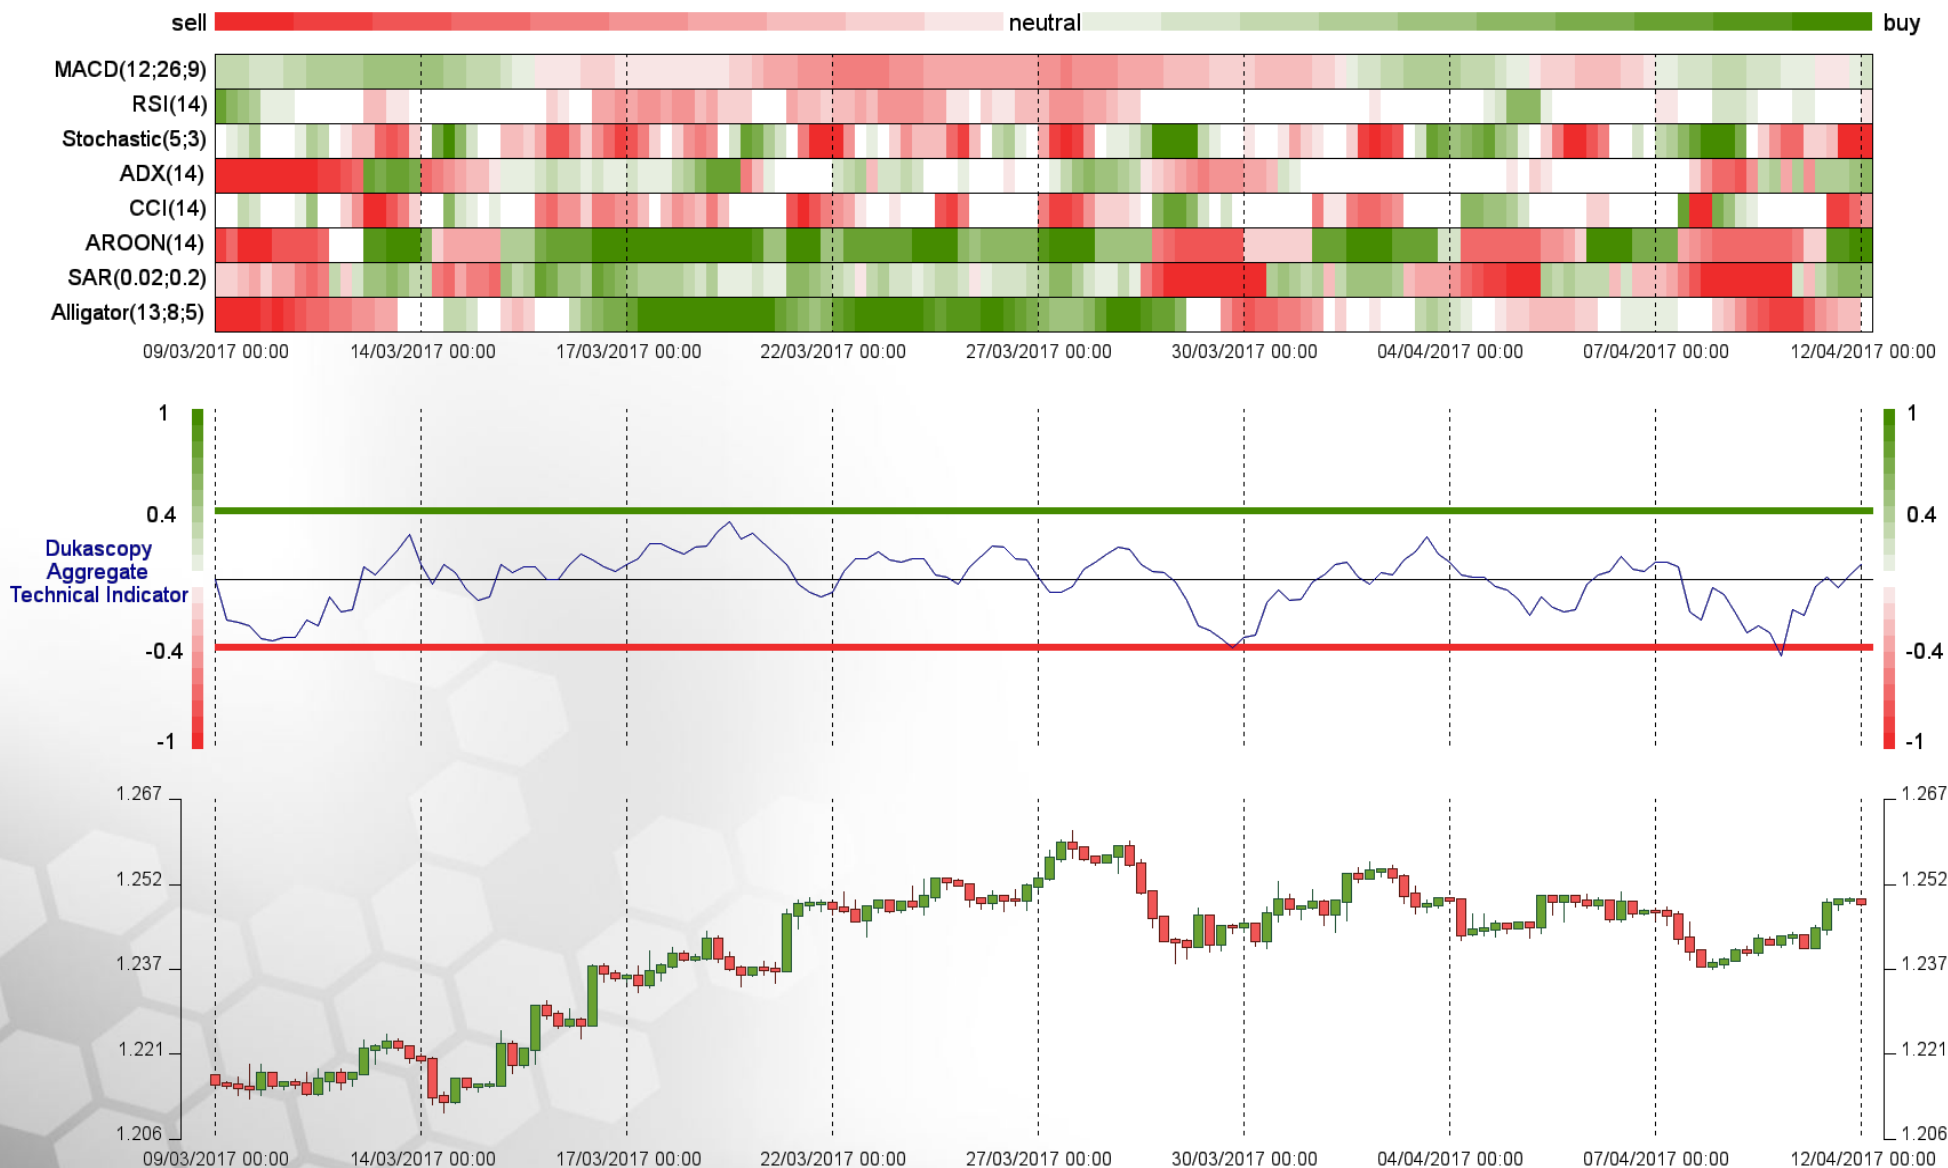 sell neutral buy
MACD(12;26;9)
RSI(14)
Stochastic(5;3)
ADX(14)
CCI(14)
AROON(14)
SAR(0.02;0.2)
Alligator(13;8;5)
09/03/2017 00:00 14/03/2017 00:00 17/03/2017 00:00 22/03/2017 00:00 27/03/2017 00:00 30/03/2017 00:00 04/04/2017 00:00 07/04/2017 00:00 12/04/2017 00:00
1 1
0.4 0.4
Dukascopy
Aggregate
Technical Indicator
-0.4 -0.4
-1 -1
1.267 1.267
1.252 1.252
1.237 1.237
1.221 1.221
1.206 1.206
09/03/2017 00:00 14/03/2017 00:00 17/03/2017 00:00 22/03/2017 00:00 27/03/2017 00:00 30/03/2017 00:00 04/04/2017 00:00 07/04/2017 00:00 12/04/2017 00:00